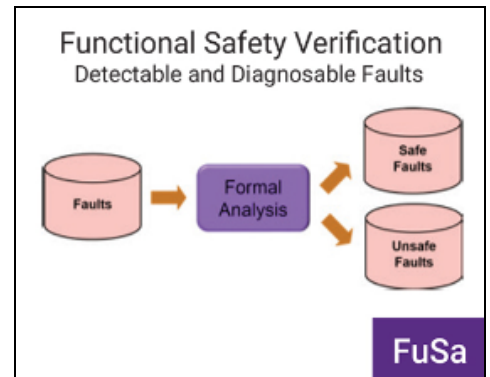 Functional Safety Verification
Detectable and Diagnosable Faults
Faults
Formal
Analysis
Safe
Faults
Unsafe
Faults
FuSa